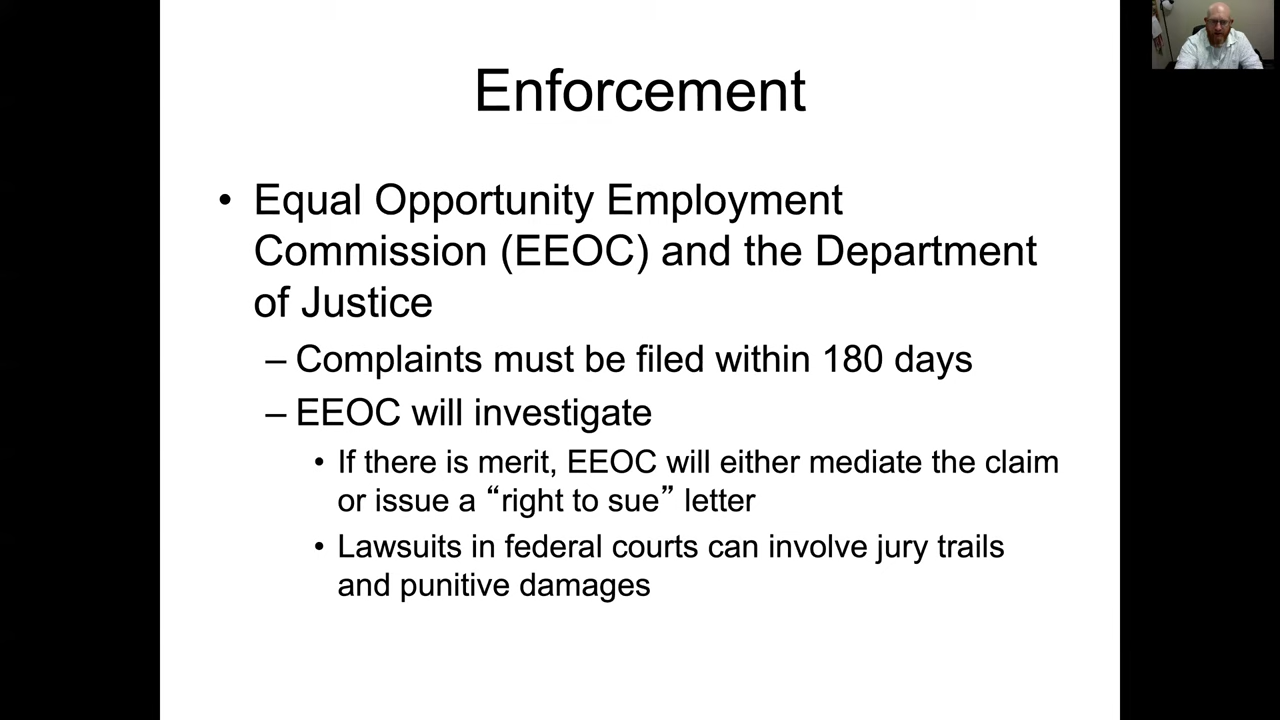 Enforcement
• Equal Opportunity Employment
Commission (EEOC) and the Department
of Justice
– Complaints must be filed within 180 days
– EEOC will investigate
• If there is merit, EEOC will either mediate the claim
or issue a “right to sue” letter
• Lawsuits in federal courts can involve jury trails
and punitive damages